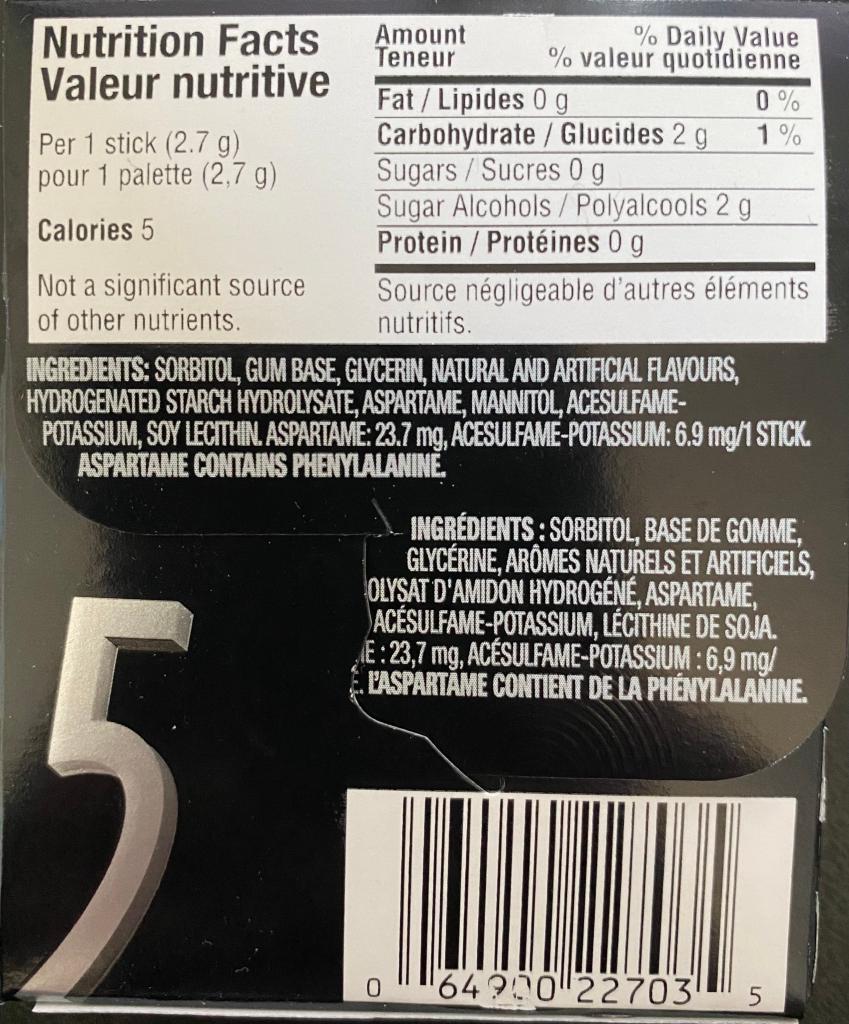 Nutrition Facts
Valeur nutritive
Per 1 stick (2.7 g)
pour 1 palette (2,7 g)
Calories 5
Not a significant source
of other nutrients.
Amount % Daily Value
Teneur % valeur quotidienne
Fat / Lipides 0 g 0 %
Carbohydrate / Glucides 2 g 1 %
Sugars / Sucres 0 g
Sugar Alcohols / Polyalcools 2 g
Protein / Protéines 0 g
Source négligeable d'autres éléments
nutritifs.
INGREDIENTS: SORBITOL, GUM BASE, GLYCERIN, NATURAL AND ARTIFICIAL FLAVOURS,
HYDROGENATED STARCH HYDROLYSATE, ASPARTAME, MANNITOL, ACESULFAME-
POTASSIUM, SOY LECITHIN. ASPARTAME: 23.7 mg, ACESULFAME-POTASSIUM: 6.9 mg/1 STICK.
ASPARTAME CONTAINS PHENYLALANINE.
INGRÉDIENTS : SORBITOL, BASE DE GOMME,
GLYCÉRINE, ARÔMES NATURELS ET ARTIFICIELS,
OLYSAT D'AMIDON HYDROGÉNÉ, ASPARTAME,
ACÉSULFAME-POTASSIUM, LÉCITHINE DE SOJA.
E : 23,7 mg, ACÉSULFAME-POTASSIUM : 6,9 mg/
. L'ASPARTAME CONTIENT DE LA PHÉNYLALANINE.
5
0 64900 22703 5